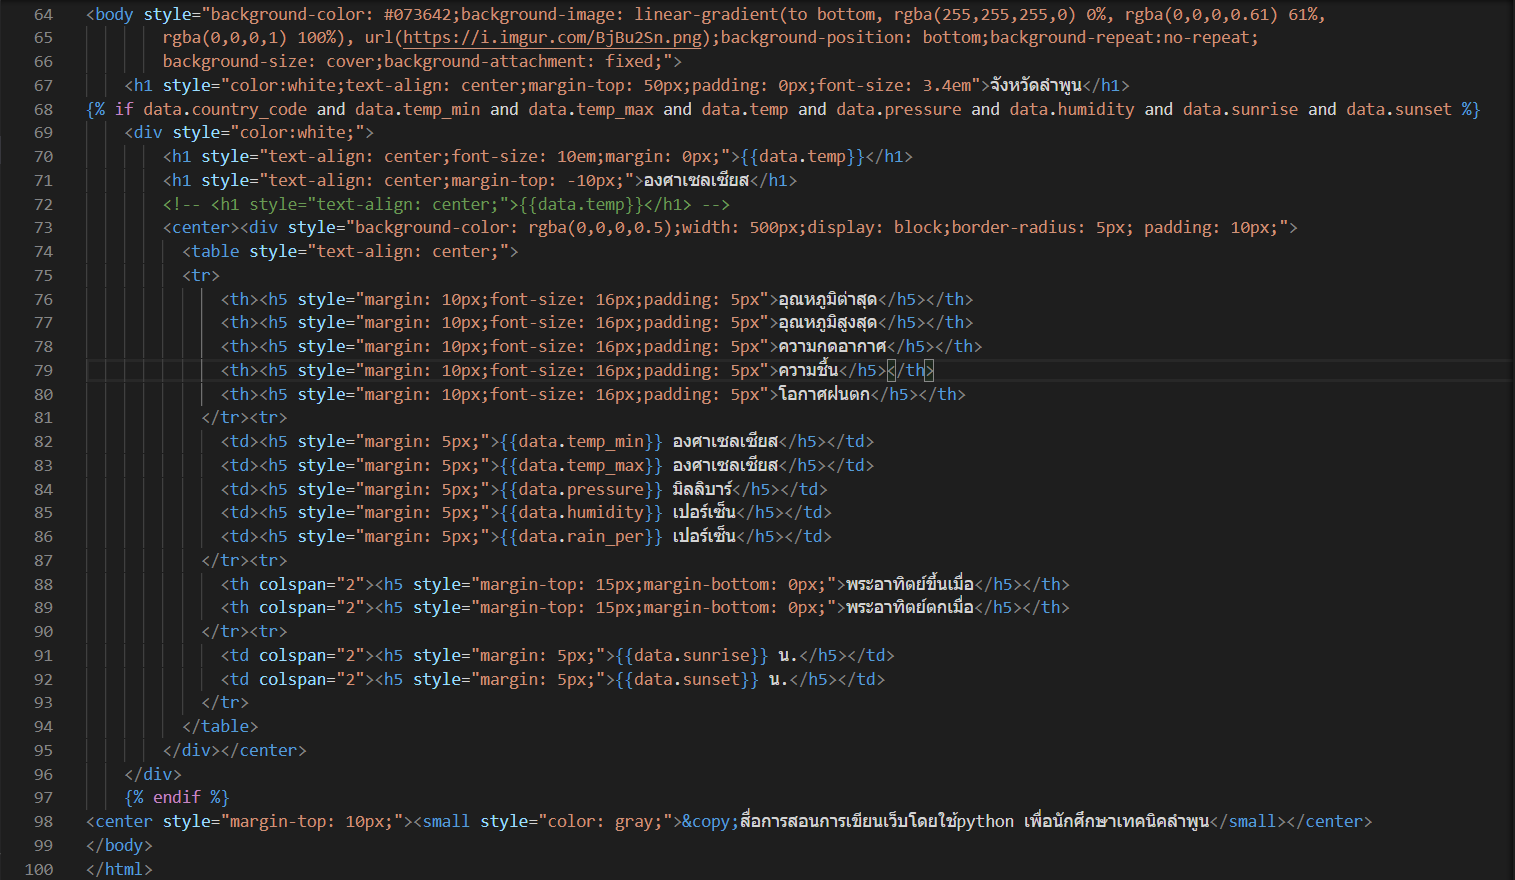 64 <body style="background-color: #073642;background-image: linear-gradient(to bottom, rgba(255,255,255,0) 0%, rgba(0,0,0,0.61) 61%,
65 rgba(0,0,0,1) 100%), url(https://i.imgur.com/BjBu2Sn.png);background-position: bottom;background-repeat:no-repeat;
66 background-size: cover;background-attachment: fixed;">
67 <h1 style="color:white;text-align: center;margin-top: 50px;padding: 0px;font-size: 3.4em">จังหวัดลำพูน</h1>
68 {% if data.country_code and data.temp_min and data.temp_max and data.temp and data.pressure and data.humidity and data.sunrise and data.sunset %}
69 <div style="color:white;">
70 <h1 style="text-align: center;font-size: 10em;margin: 0px;">{{data.temp}}</h1>
71 <h1 style="text-align: center;margin-top: -10px;">องศาเซลเซียส</h1>
72 <!-- <h1 style="text-align: center;">{{data.temp}}</h1> -->
73 <center><div style="background-color: rgba(0,0,0,0.5);width: 500px;display: block;border-radius: 5px; padding: 10px;">
74 <table style="text-align: center;">
75 <tr>
76 <th><h5 style="margin: 10px;font-size: 16px;padding: 5px">อุณหภูมิต่ำสุด</h5></th>
77 <th><h5 style="margin: 10px;font-size: 16px;padding: 5px">อุณหภูมิสูงสุด</h5></th>
78 <th><h5 style="margin: 10px;font-size: 16px;padding: 5px">ความกดอากาศ</h5></th>
79 <th><h5 style="margin: 10px;font-size: 16px;padding: 5px">ความชื้น</h5></th>
80 <th><h5 style="margin: 10px;font-size: 16px;padding: 5px">โอกาศฝนตก</h5></th>
81 </tr><tr>
82 <td><h5 style="margin: 5px;">{{data.temp_min}} องศาเซลเซียส</h5></td>
83 <td><h5 style="margin: 5px;">{{data.temp_max}} องศาเซลเซียส</h5></td>
84 <td><h5 style="margin: 5px;">{{data.pressure}} มิลลิบาร์</h5></td>
85 <td><h5 style="margin: 5px;">{{data.humidity}} เปอร์เซ็น</h5></td>
86 <td><h5 style="margin: 5px;">{{data.rain_per}} เปอร์เซ็น</h5></td>
87 </tr><tr>
88 <th colspan="2"><h5 style="margin-top: 15px;margin-bottom: 0px;">พระอาทิตย์ขึ้นเมื่อ</h5></th>
89 <th colspan="2"><h5 style="margin-top: 15px;margin-bottom: 0px;">พระอาทิตย์ตกเมื่อ</h5></th>
90 </tr><tr>
91 <td colspan="2"><h5 style="margin: 5px;">{{data.sunrise}} น.</h5></td>
92 <td colspan="2"><h5 style="margin: 5px;">{{data.sunset}} น.</h5></td>
93 </tr>
94 </table>
95 </div></center>
96 </div>
97 {% endif %}
98 <center style="margin-top: 10px;"><small style="color: gray;">&copy;สื่อการสอนการเขียนเว็บโดยใช้python เพื่อนักศึกษาเทคนิคลำพูน</small></center>
99 </body>
100 </html>